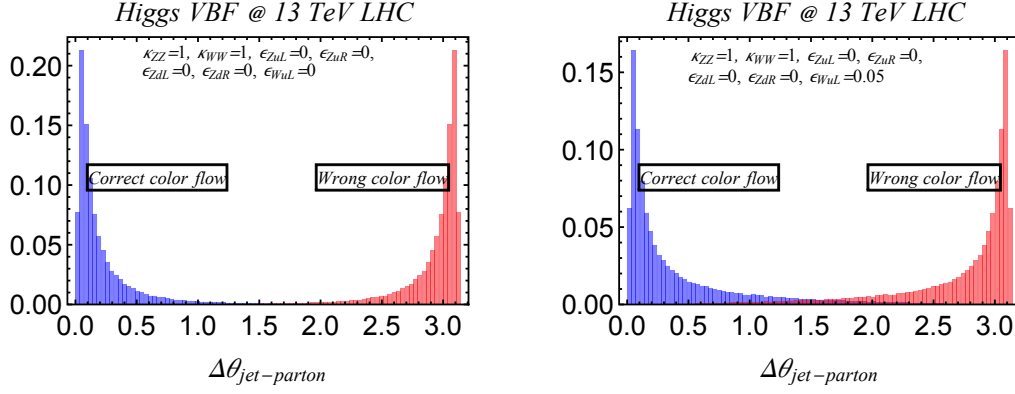 Higgs VBF @ 13 TeV LHC
κZZ=1, κWW=1, ϵZuL=0, ϵZuR=0,
ϵZdL=0, ϵZdR=0, ϵWuL=0
Correct color flow
Wrong color flow
0.20
0.15
0.10
0.05
0.00
0.0 0.5 1.0 1.5 2.0 2.5 3.0
Δθjet−parton
Higgs VBF @ 13 TeV LHC
κZZ=1, κWW=1, ϵZuL=0, ϵZuR=0,
ϵZdL=0, ϵZdR=0, ϵWuL=0.05
Correct color flow
Wrong color flow
0.15
0.10
0.05
0.00
0.0 0.5 1.0 1.5 2.0 2.5 3.0
Δθjet−parton